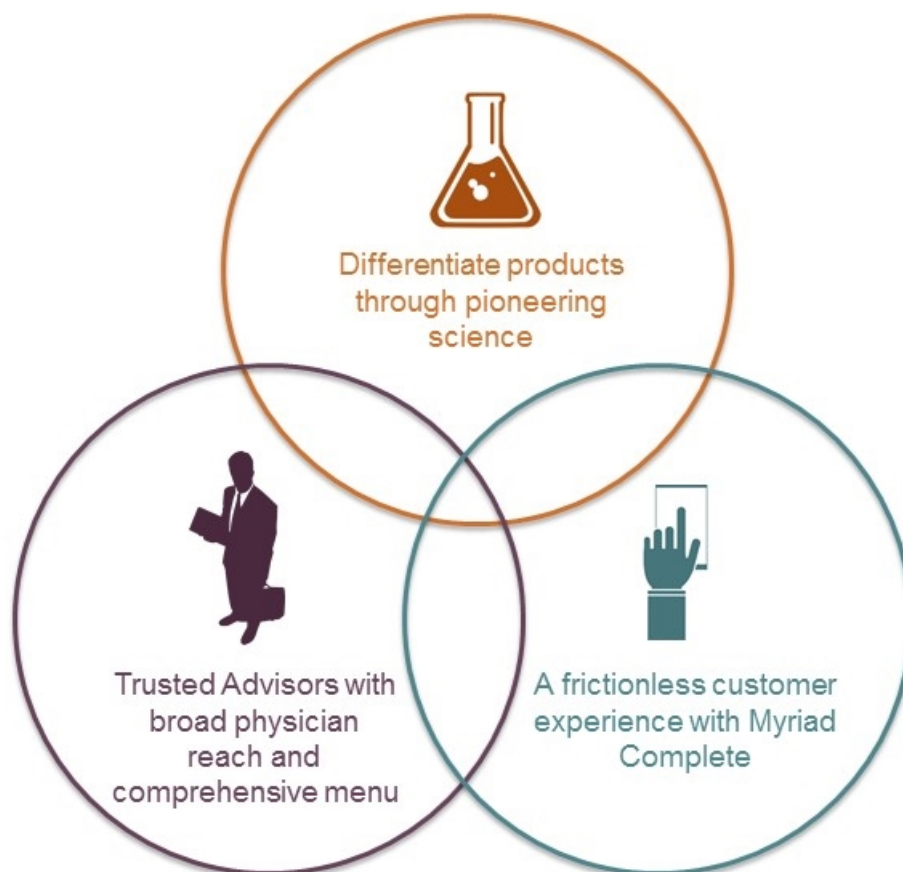 Differentiate products
through pioneering
science
Trusted Advisors with
broad physician
reach and
comprehensive menu
A frictionless customer
experience with Myriad
Complete